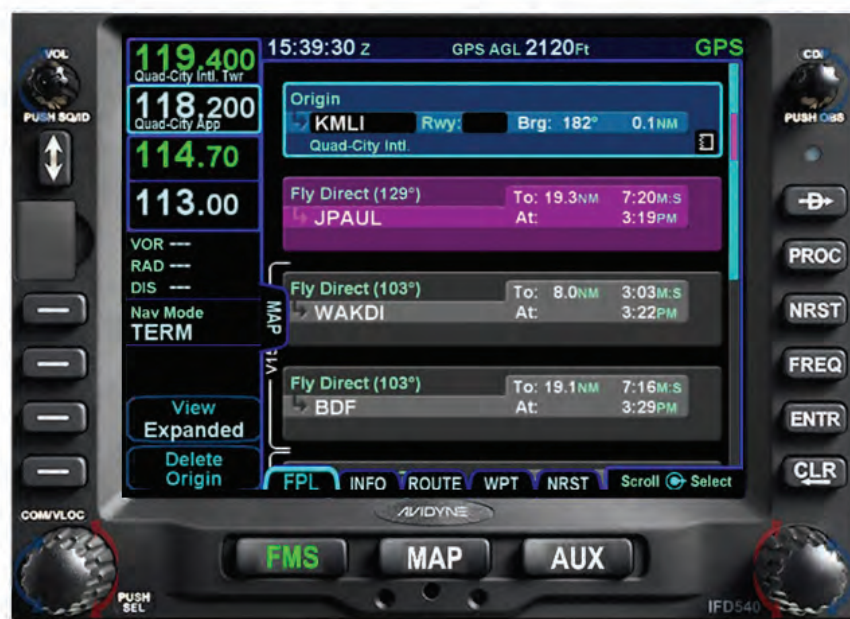 VOL
PUSH SQ/ID
119.400
Quad-City Intl. Twr
118.200
Quad-City App
114.70
113.00
VOR ---
RAD ---
DIS ---
Nav Mode
TERM
View
Expanded
Delete
Origin
15:39:30 Z GPS AGL 2120Ft GPS
Origin
KMLI Rwy: Brg: 182° 0.1NM
Quad-City Intl.
Fly Direct (129°) To: 19.3NM 7:20M:S
JPAUL At: 3:19PM
MAP
Fly Direct (103°) To: 8.0NM 3:03M:S
WAKDI At: 3:22PM
Fly Direct (103°) To: 19.1NM 7:16M:S
BDF At: 3:29PM
FPL INFO ROUTE WPT NRST Scroll Select
CDI
PUSH OBS
D
PROC
NRST
FREQ
ENTR
CLR
COM/VLOC
PUSH
SEL
AVIDYNE
FMS MAP AUX
IFD540